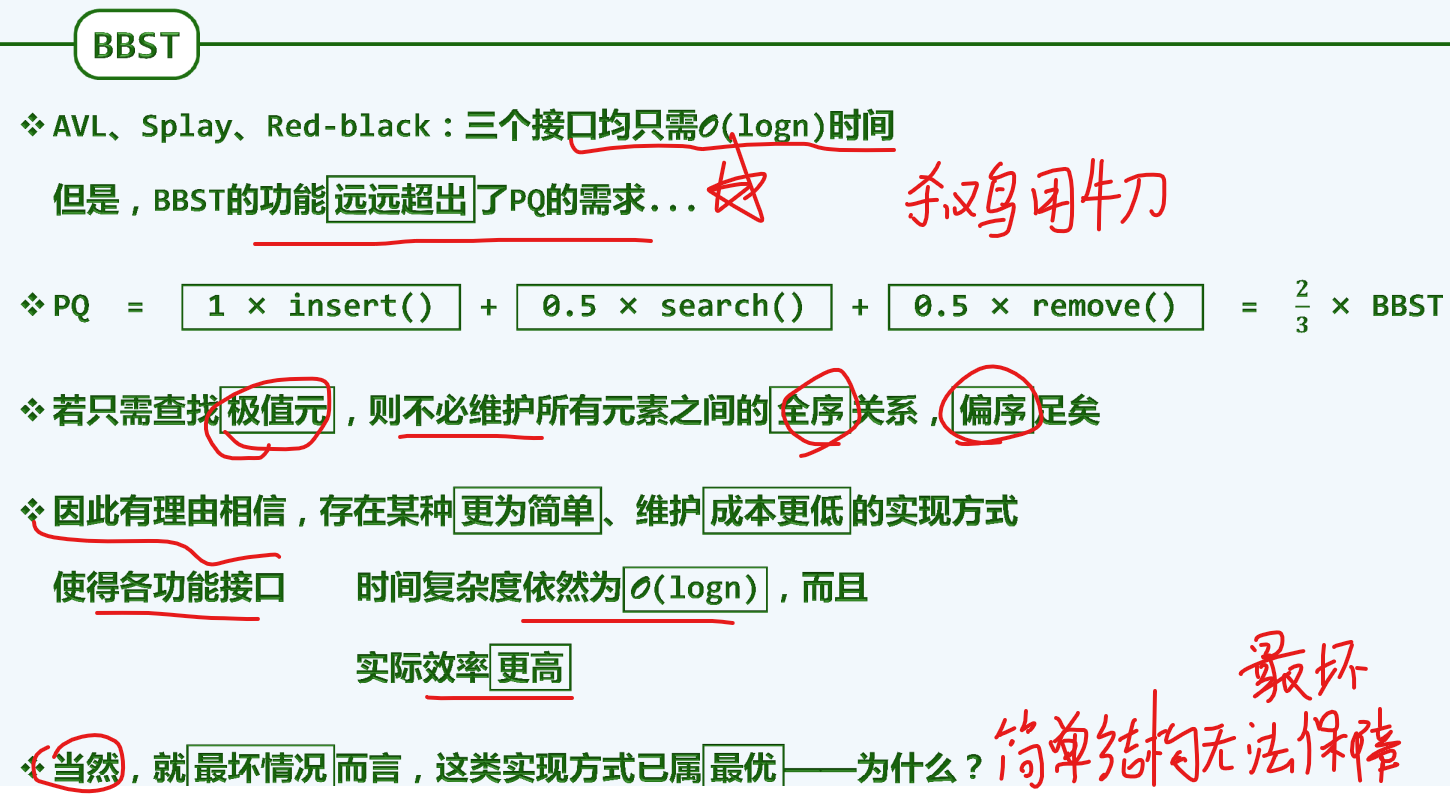 BBST
❖ AVL、Splay、Red-black：三个接口均只需𝒪(logn)时间
但是，BBST的功能远远超出了PQ的需求...
杀鸡用牛刀
❖ PQ = 1 × insert() + 0.5 × search() + 0.5 × remove() = 2/3 × BBST
❖ 若只需查找极值元，则不必维护所有元素之间的全序关系，偏序足矣
❖ 因此有理由相信，存在某种更为简单、维护成本更低的实现方式
使得各功能接口 时间复杂度依然为𝒪(logn)，而且
实际效率更高
最坏
❖ 当然，就最坏情况而言，这类实现方式已属最优——为什么？
简单结构无法保障